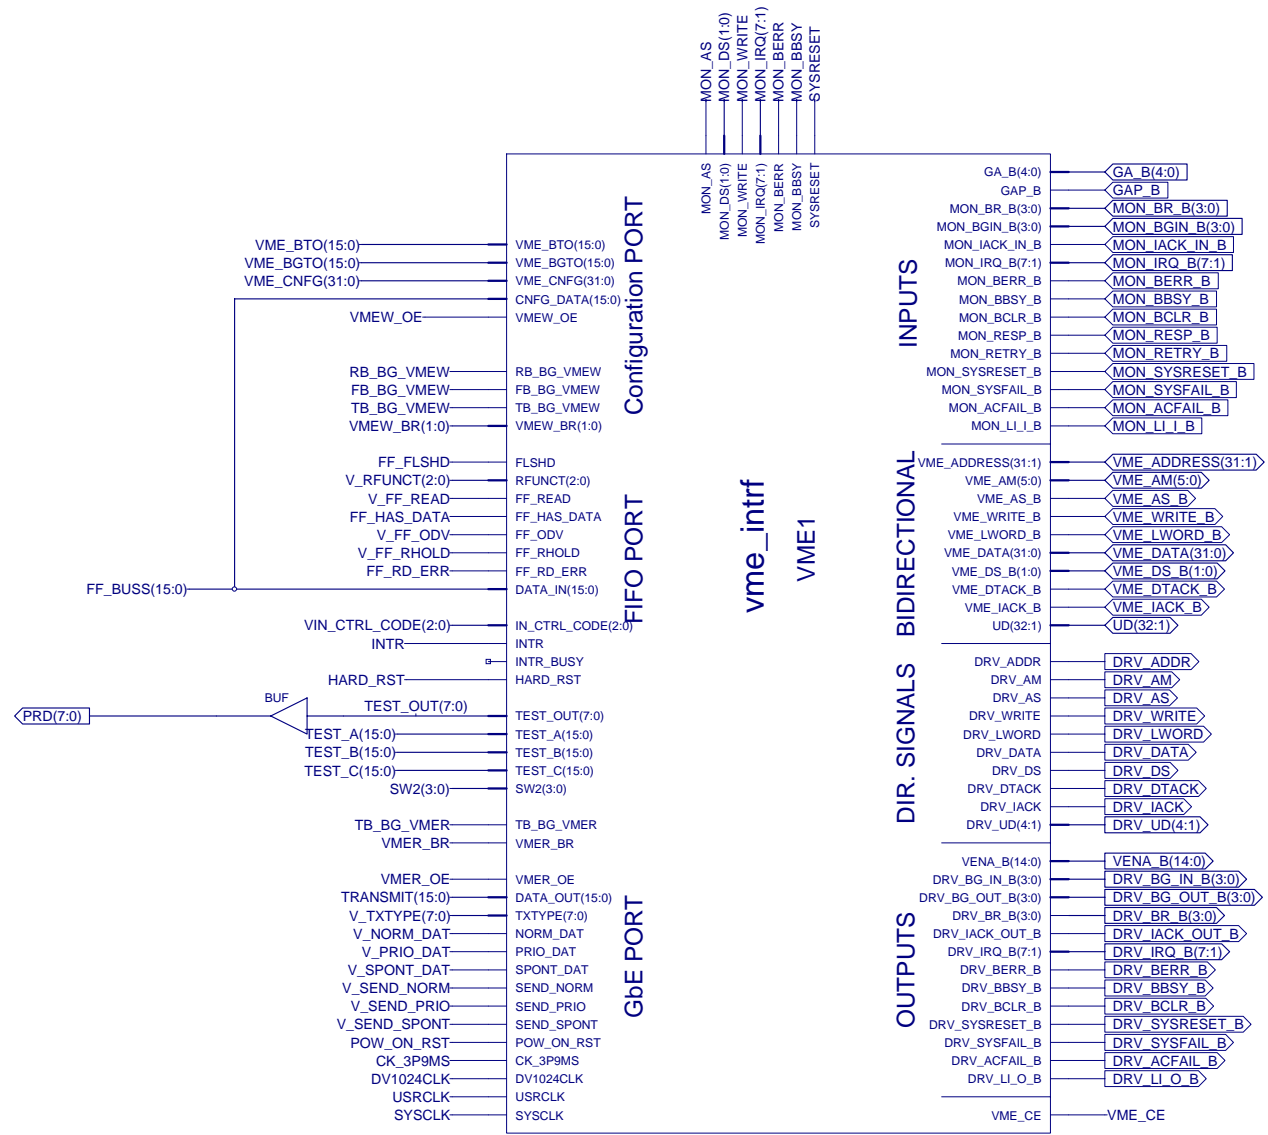 MON_AS
MON_DS(1:0)
MON_WRITE
MON_IRQ(7:1)
MON_BERR
MON_BBSY
SYSRESET
MON_AS
MON_DS(1:0)
MON_WRITE
MON_IRQ(7:1)
MON_BERR
MON_BBSY
SYSRESET
VME_BTO(15:0) VME_BTO(15:0)
VME_BGTO(15:0) VME_BGTO(15:0)
VME_CNFG(31:0) VME_CNFG(31:0)
CNFG_DATA(15:0)
VMEW_OE VMEW_OE
RB_BG_VMEW RB_BG_VMEW
FB_BG_VMEW FB_BG_VMEW
TB_BG_VMEW TB_BG_VMEW
VMEW_BR(1:0) VMEW_BR(1:0)
Configuration PORT
FF_FLSHD FLSHD
V_RFUNCT(2:0) RFUNCT(2:0)
V_FF_READ FF_READ
FF_HAS_DATA FF_HAS_DATA
V_FF_ODV FF_ODV
V_FF_RHOLD FF_RHOLD
FF_RD_ERR FF_RD_ERR
FF_BUSS(15:0) DATA_IN(15:0)
FIFO PORT
VIN_CTRL_CODE(2:0) IN_CTRL_CODE(2:0)
INTR INTR
INTR_BUSY
HARD_RST HARD_RST
PRD(7:0) BUF TEST_OUT(7:0) TEST_OUT(7:0)
TEST_A(15:0) TEST_A(15:0)
TEST_B(15:0) TEST_B(15:0)
TEST_C(15:0) TEST_C(15:0)
SW2(3:0) SW2(3:0)
TB_BG_VMER TB_BG_VMER
VMER_BR VMER_BR
VMER_OE VMER_OE
TRANSMIT(15:0) DATA_OUT(15:0)
V_TXTYPE(7:0) TXTYPE(7:0)
V_NORM_DAT NORM_DAT
V_PRIO_DAT PRIO_DAT
V_SPONT_DAT SPONT_DAT
V_SEND_NORM SEND_NORM
V_SEND_PRIO SEND_PRIO
V_SEND_SPONT SEND_SPONT
POW_ON_RST POW_ON_RST
CK_3P9MS CK_3P9MS
DV1024CLK DV1024CLK
USRCLK USRCLK
SYSCLK SYSCLK
GbE PORT
vme_intrf
VME1
INPUTS
GA_B(4:0) GA_B(4:0)
GAP_B GAP_B
MON_BR_B(3:0) MON_BR_B(3:0)
MON_BGIN_B(3:0) MON_BGIN_B(3:0)
MON_IACK_IN_B MON_IACK_IN_B
MON_IRQ_B(7:1) MON_IRQ_B(7:1)
MON_BERR_B MON_BERR_B
MON_BBSY_B MON_BBSY_B
MON_BCLR_B MON_BCLR_B
MON_RESP_B MON_RESP_B
MON_RETRY_B MON_RETRY_B
MON_SYSRESET_B MON_SYSRESET_B
MON_SYSFAIL_B MON_SYSFAIL_B
MON_ACFAIL_B MON_ACFAIL_B
MON_LI_I_B MON_LI_I_B
BIDIRECTIONAL
VME_ADDRESS(31:1) VME_ADDRESS(31:1)
VME_AM(5:0) VME_AM(5:0)
VME_AS_B VME_AS_B
VME_WRITE_B VME_WRITE_B
VME_LWORD_B VME_LWORD_B
VME_DATA(31:0) VME_DATA(31:0)
VME_DS_B(1:0) VME_DS_B(1:0)
VME_DTACK_B VME_DTACK_B
VME_IACK_B VME_IACK_B
UD(32:1) UD(32:1)
DIR. SIGNALS
DRV_ADDR DRV_ADDR
DRV_AM DRV_AM
DRV_AS DRV_AS
DRV_WRITE DRV_WRITE
DRV_LWORD DRV_LWORD
DRV_DATA DRV_DATA
DRV_DS DRV_DS
DRV_DTACK DRV_DTACK
DRV_IACK DRV_IACK
DRV_UD(4:1) DRV_UD(4:1)
OUTPUTS
VENA_B(14:0) VENA_B(14:0)
DRV_BG_IN_B(3:0) DRV_BG_IN_B(3:0)
DRV_BG_OUT_B(3:0) DRV_BG_OUT_B(3:0)
DRV_BR_B(3:0) DRV_BR_B(3:0)
DRV_IACK_OUT_B DRV_IACK_OUT_B
DRV_IRQ_B(7:1) DRV_IRQ_B(7:1)
DRV_BERR_B DRV_BERR_B
DRV_BBSY_B DRV_BBSY_B
DRV_BCLR_B DRV_BCLR_B
DRV_SYSRESET_B DRV_SYSRESET_B
DRV_SYSFAIL_B DRV_SYSFAIL_B
DRV_ACFAIL_B DRV_ACFAIL_B
DRV_LI_O_B DRV_LI_O_B
VME_CE VME_CE